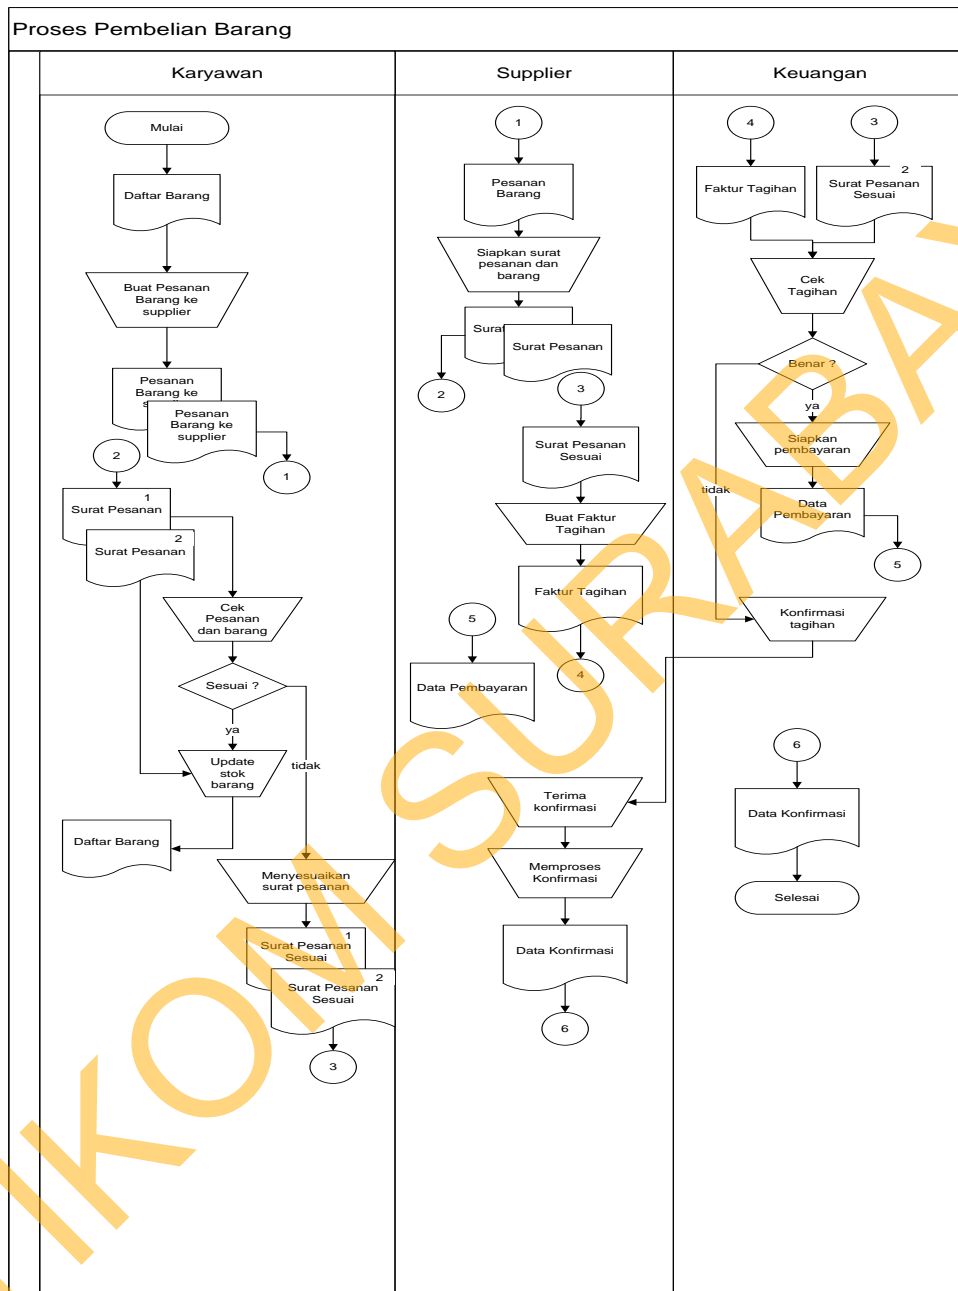 Proses Pembelian Barang
Karyawan
Supplier
Keuangan
Mulai
Daftar Barang
Buat Pesanan
Barang ke
supplier
Pesanan
Barang ke
Pesanan
Barang ke
supplier
1
2
1
Surat Pesanan
2
Surat Pesanan
Cek
Pesanan
dan barang
Sesuai ?
ya
tidak
Update
stok
barang
Daftar Barang
Menyesuaikan
surat pesanan
1
Surat Pesanan
Sesuai
2
Surat Pesanan
Sesuai
3
1
Pesanan
Barang
Siapkan surat
pesanan dan
barang
Surat
Surat Pesanan
2
3
Surat Pesanan
Sesuai
Buat Faktur
Tagihan
Faktur Tagihan
4
5
Data Pembayaran
Terima
konfirmasi
Memproses
Konfirmasi
Data Konfirmasi
6
4
3
Faktur Tagihan
2
Surat Pesanan
Sesuai
Cek
Tagihan
Benar ?
ya
tidak
Siapkan
pembayaran
Data
Pembayaran
5
Konfirmasi
tagihan
6
Data Konfirmasi
Selesai
IKOM SURABAY